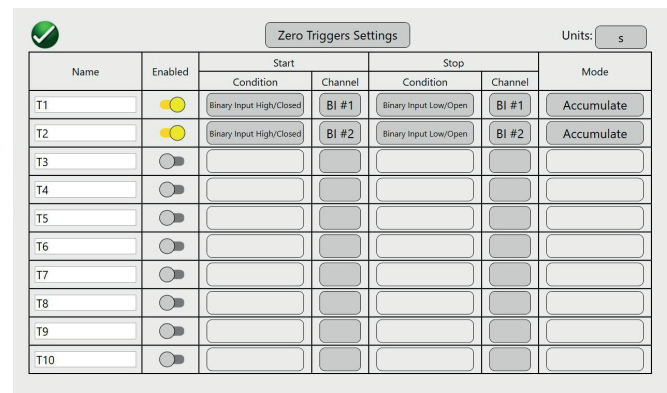 Zero Triggers Settings Units: s
Name Enabled Start Stop Mode
Condition Channel Condition Channel
T1 Binary Input High/Closed BI #1 Binary Input Low/Open BI #1 Accumulate
T2 Binary Input High/Closed BI #2 Binary Input Low/Open BI #2 Accumulate
T3
T4
T5
T6
T7
T8
T9
T10